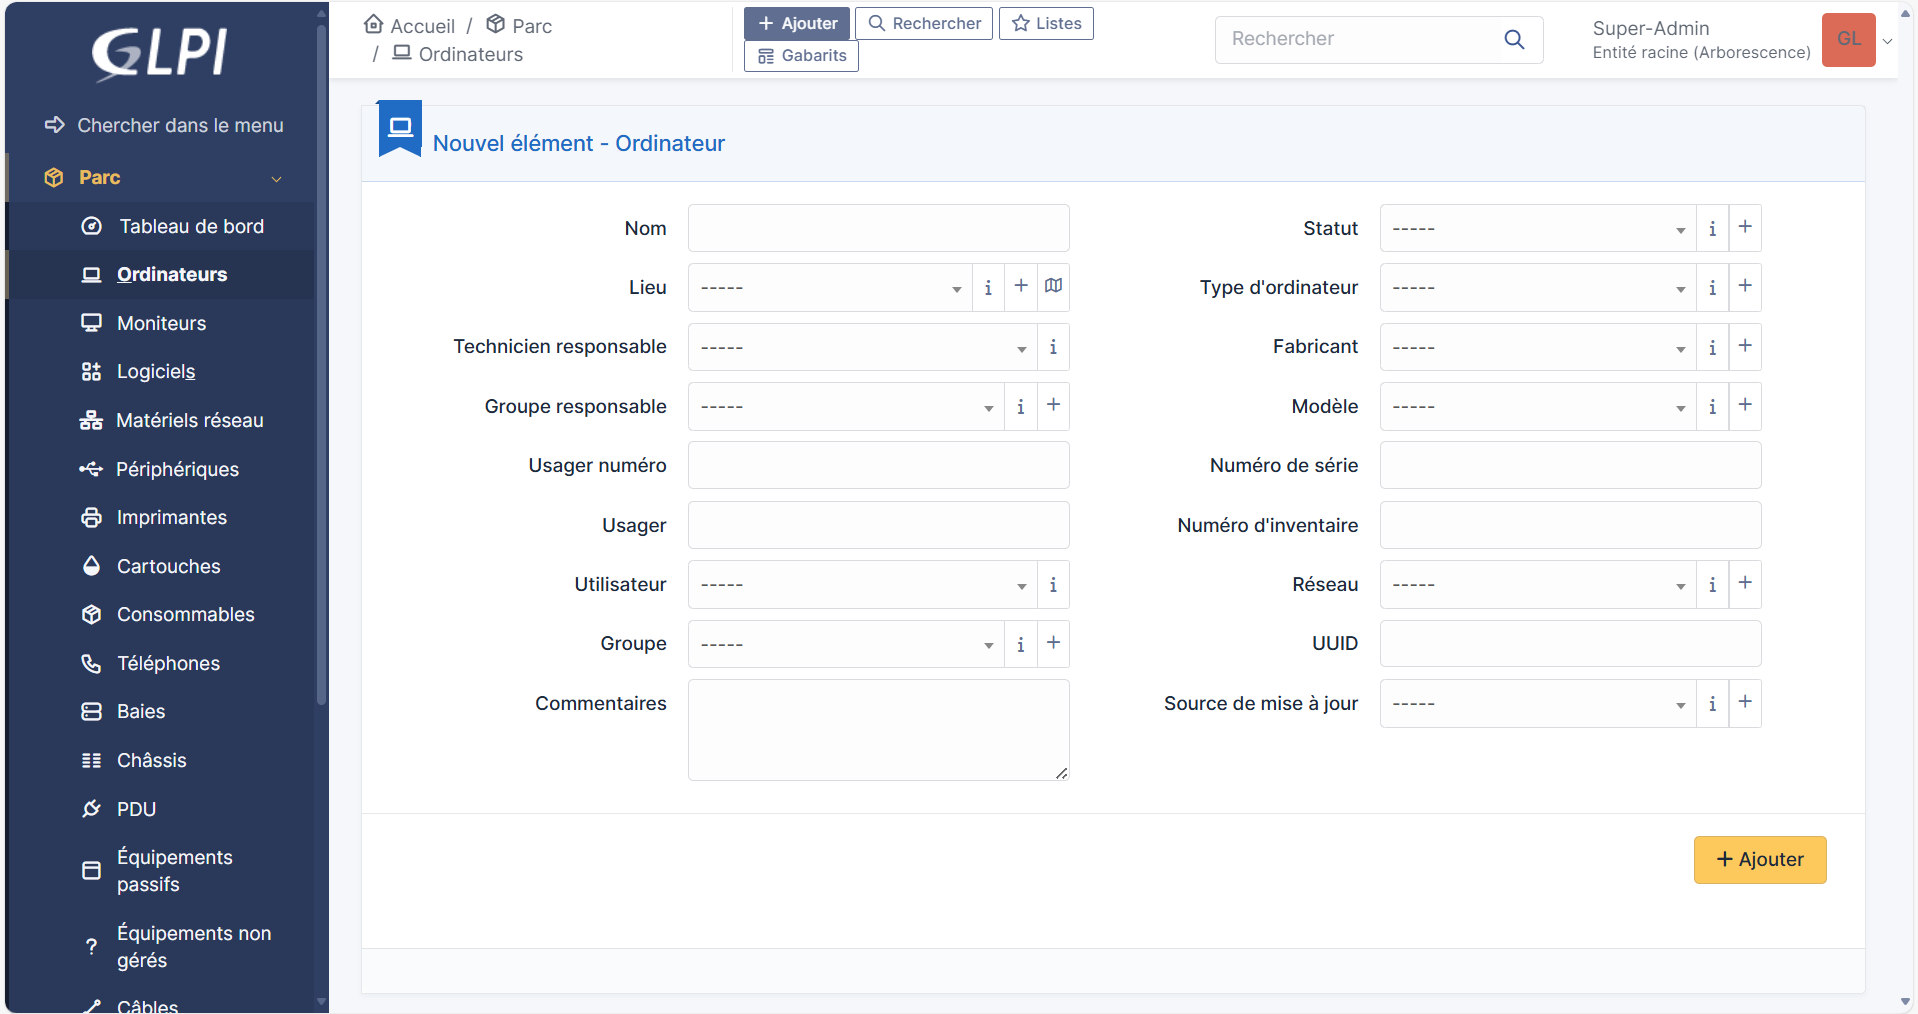 GLPI
Chercher dans le menu
Parc
Tableau de bord
Ordinateurs
Moniteurs
Logiciels
Matériels réseau
Périphériques
Imprimantes
Cartouches
Consommables
Téléphones
Baies
Châssis
PDU
Équipements
passifs
Équipements non
gérés
Câbles
Accueil / Parc
/ Ordinateurs
+ Ajouter
Rechercher
Listes
Gabarits
Rechercher
Super-Admin
Entité racine (Arborescence)
GL
Nouvel élément - Ordinateur
Nom
Statut -----
Lieu -----
Type d'ordinateur -----
Technicien responsable -----
Fabricant -----
Groupe responsable -----
Modèle -----
Usager numéro
Numéro de série
Usager
Numéro d'inventaire
Utilisateur -----
Réseau -----
Groupe -----
UUID
Commentaires
Source de mise à jour -----
+ Ajouter